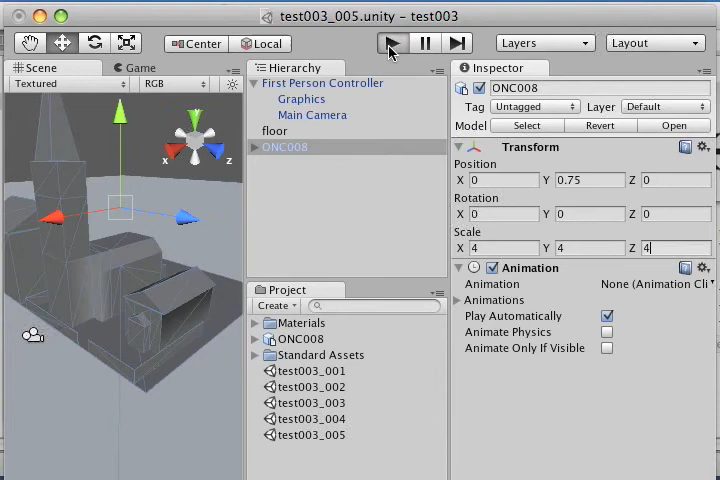 test003_005.unity – test003
Center Local Layers Layout
Scene Game
Textured RGB
x z
Hierarchy
First Person Controller
Graphics
Main Camera
floor
ONC008
Project
Create
Materials
ONC008
Standard Assets
test003_001
test003_002
test003_003
test003_004
test003_005
Inspector
ONC008
Tag Untagged Layer Default
Model Select Revert Open
Transform
Position
X 0 Y 0.75 Z 0
Rotation
X 0 Y 0 Z 0
Scale
X 4 Y 4 Z 4
Animation
Animation None (Animation Cli
Animations
Play Automatically
Animate Physics
Animate Only If Visible